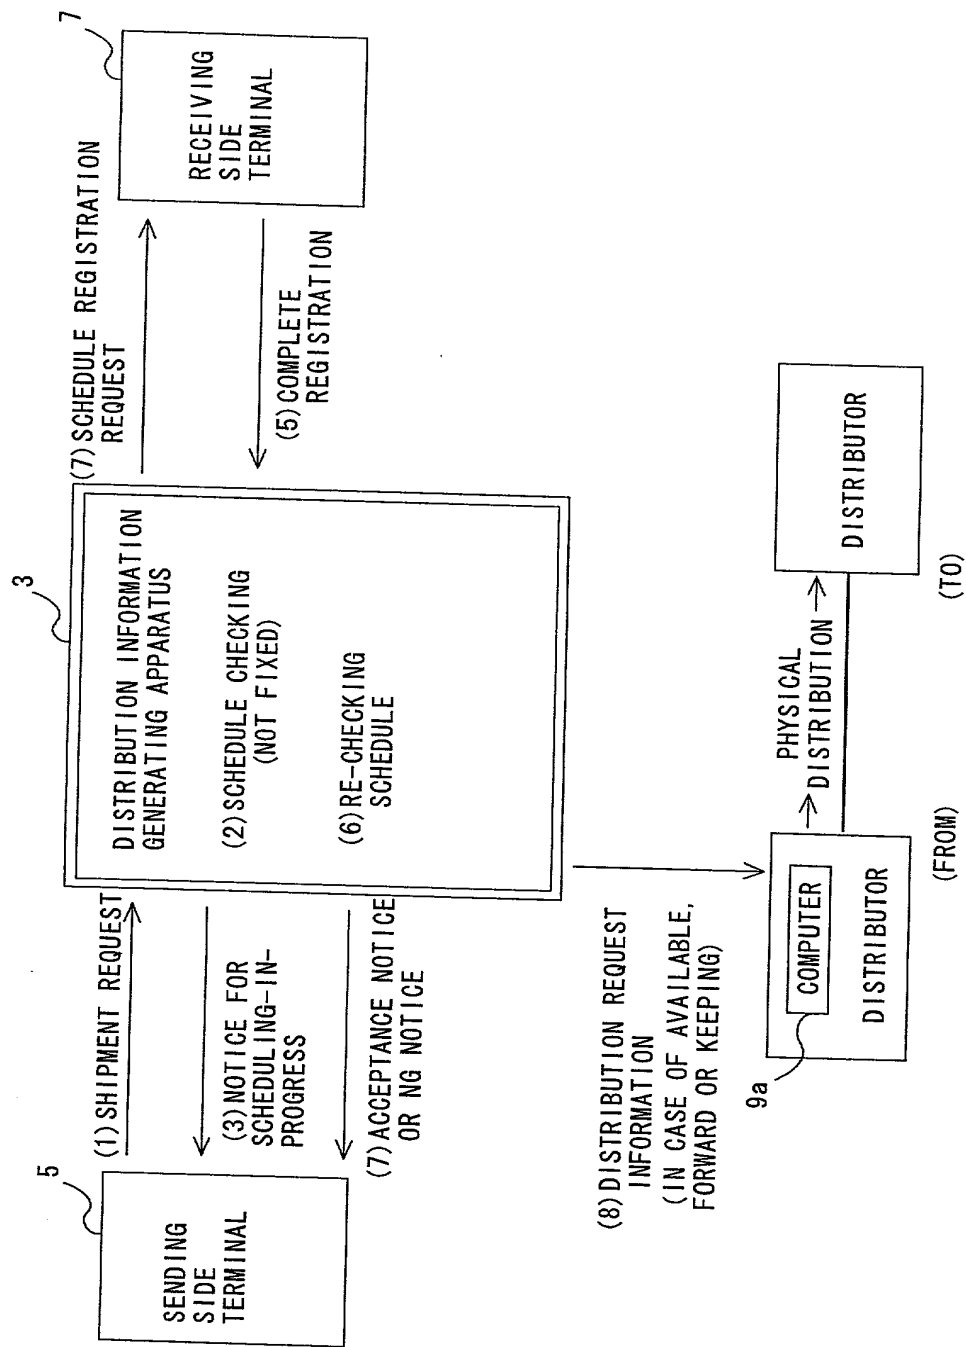 5
SENDING
SIDE
TERMINAL
(1)SHIPMENT REQUEST
(3)NOTICE FOR
SCHEDULING-IN-
PROGRESS
(7)ACCEPTANCE NOTICE
OR NG NOTICE
3
DISTRIBUTION INFORMATION
GENERATING APPARATUS
(2)SCHEDULE CHECKING
(NOT FIXED)
(6)RE-CHECKING
SCHEDULE
(7)SCHEDULE REGISTRATION
REQUEST
(5)COMPLETE
REGISTRATION
7
RECEIVING
SIDE
TERMINAL
(8)DISTRIBUTION REQUEST
INFORMATION
(IN CASE OF AVAILABLE,
FORWARD OR KEEPING)
9a
COMPUTER
DISTRIBUTOR
(FROM)
PHYSICAL
DISTRIBUTION
DISTRIBUTOR
(TO)